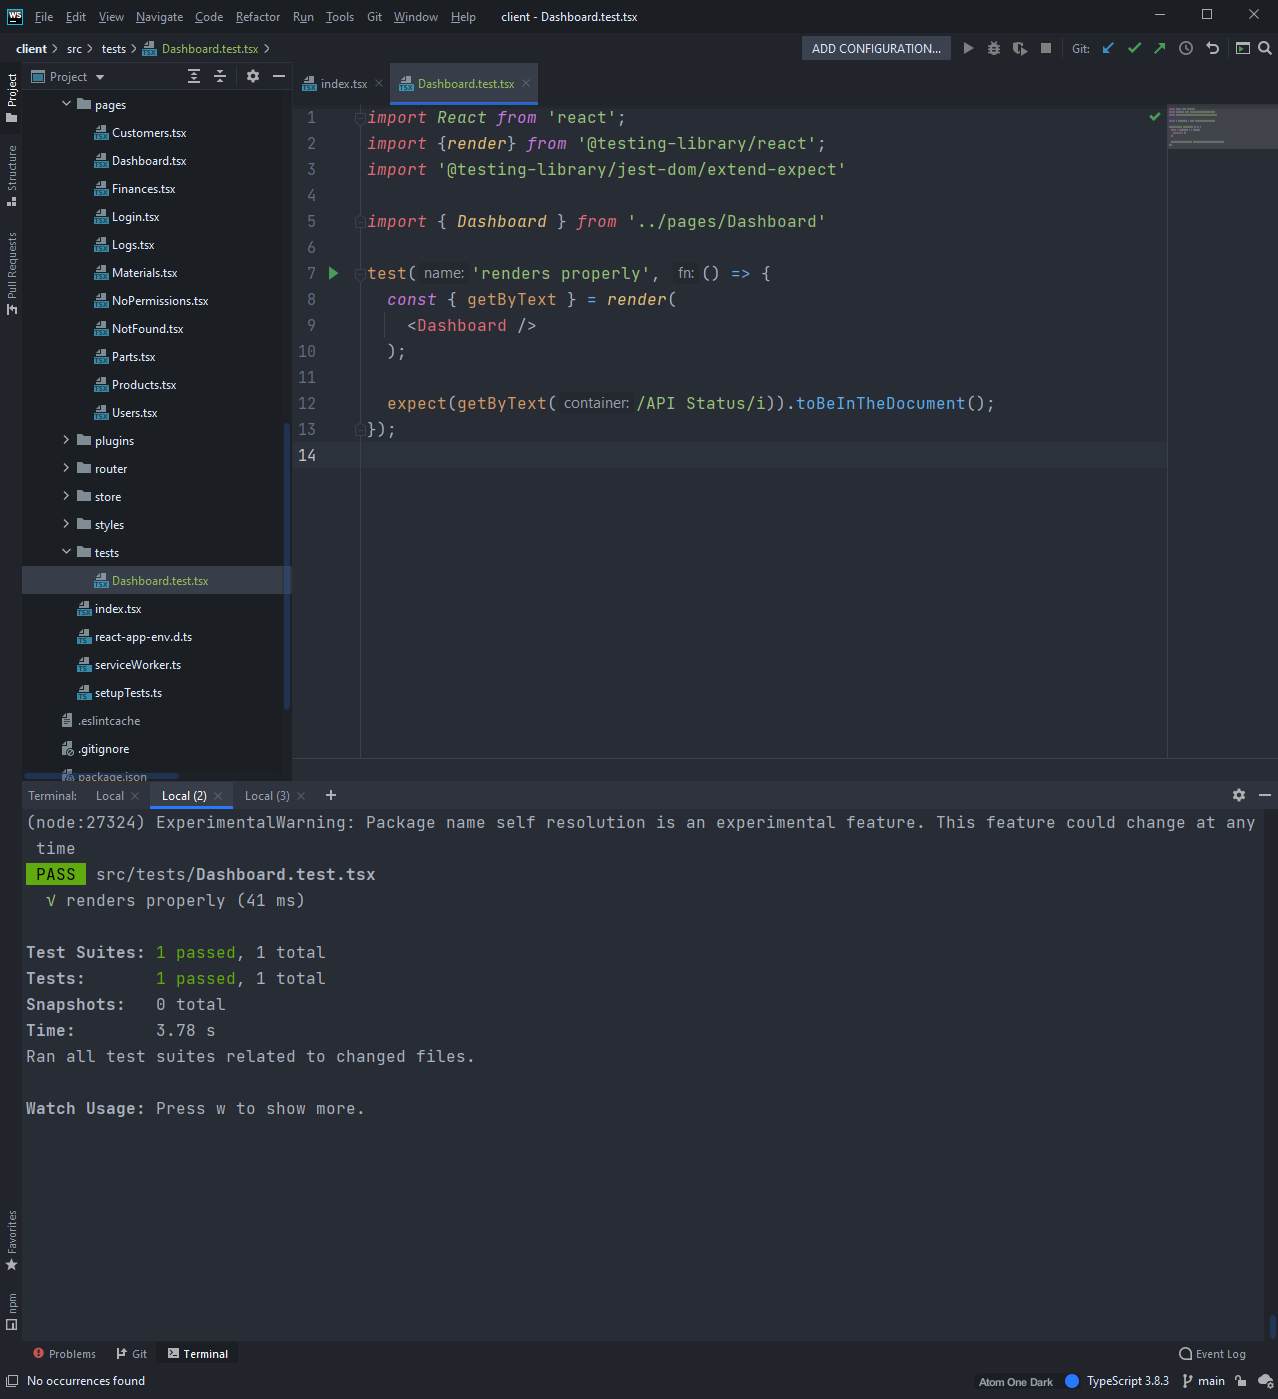 WS File Edit View Navigate Code Refactor Run Tools Git Window Help client - Dashboard.test.tsx
client src tests Dashboard.test.tsx ADD CONFIGURATION... Git:
Project
index.tsx Dashboard.test.tsx
Project
Structure
Pull Requests
pages
Customers.tsx
Dashboard.tsx
Finances.tsx
Login.tsx
Logs.tsx
Materials.tsx
NoPermissions.tsx
NotFound.tsx
Parts.tsx
Products.tsx
Users.tsx
plugins
router
store
styles
tests
Dashboard.test.tsx
index.tsx
react-app-env.d.ts
serviceWorker.ts
setupTests.ts
.eslintcache
.gitignore
package.json
1 import React from 'react';
2 import {render} from '@testing-library/react';
3 import '@testing-library/jest-dom/extend-expect'
4
5 import { Dashboard } from '../pages/Dashboard'
6
7 test( name: 'renders properly', fn: () => {
8 const { getByText } = render(
9 <Dashboard />
10 );
11
12 expect(getByText( container: /API Status/i)).toBeInTheDocument();
13 });
14
Terminal: Local Local (2) Local (3)
(node:27324) ExperimentalWarning: Package name self resolution is an experimental feature. This feature could change at any
time
PASS src/tests/Dashboard.test.tsx
√ renders properly (41 ms)
Test Suites: 1 passed, 1 total
Tests: 1 passed, 1 total
Snapshots: 0 total
Time: 3.78 s
Ran all test suites related to changed files.
Watch Usage: Press w to show more.
Favorites
npm
Problems Git Terminal Event Log
No occurrences found Atom One Dark TypeScript 3.8.3 main